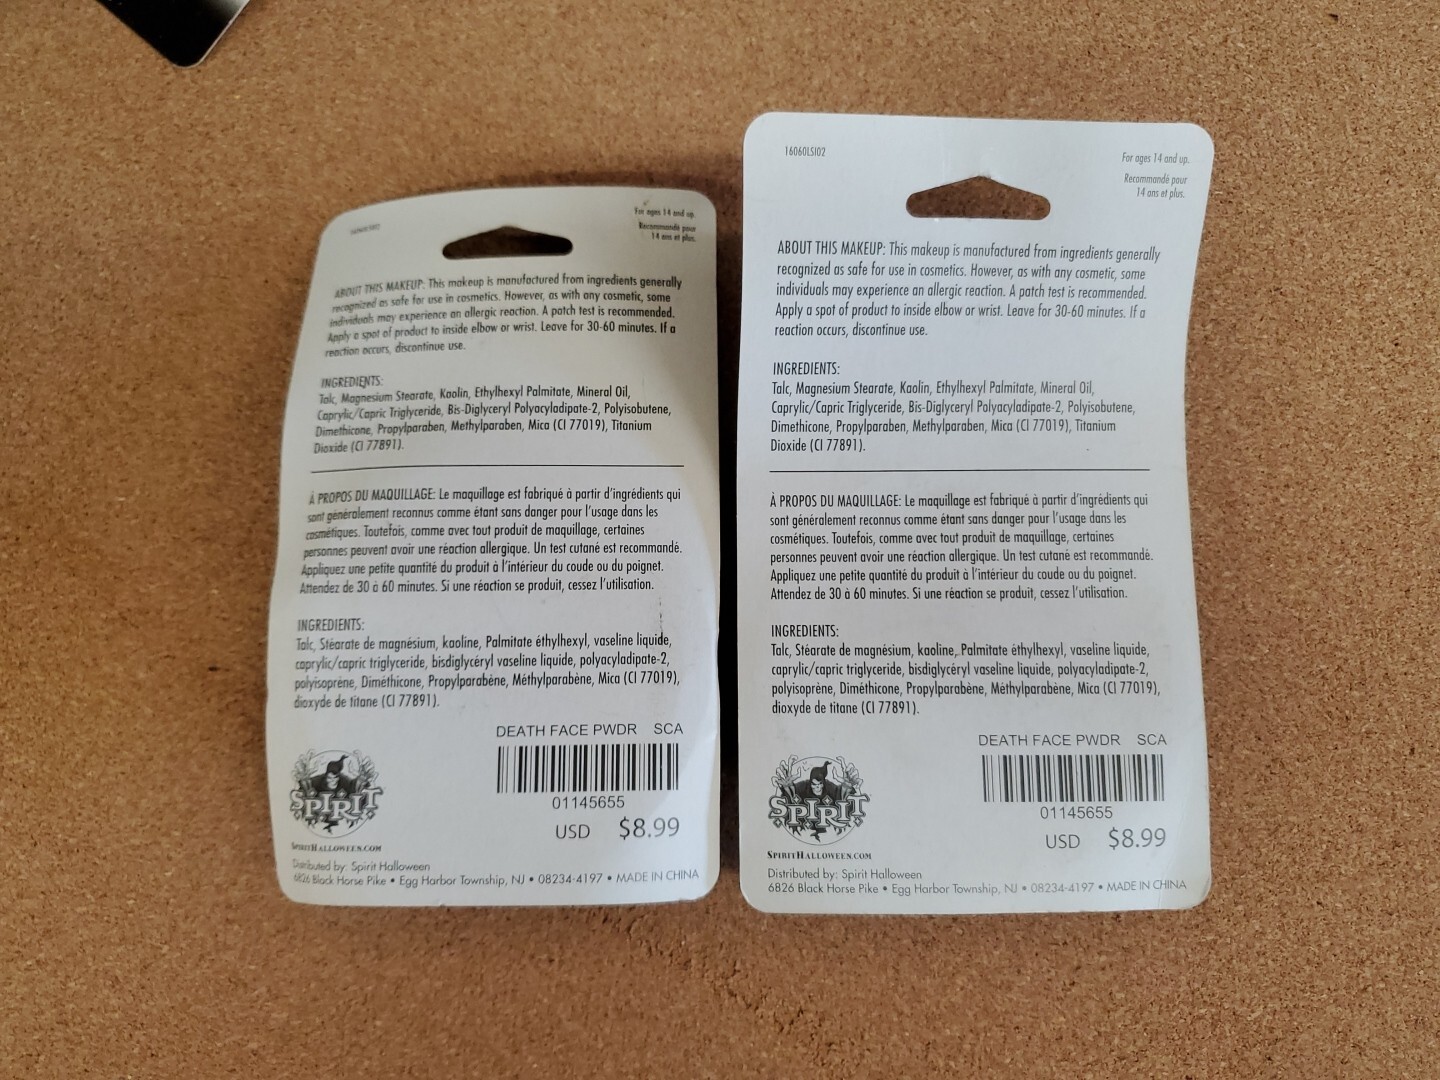 For ages 14 and up.
Recommandé pour
14 ans et plus.
ABOUT THIS MAKEUP: This makeup is manufactured from ingredients generally
recognized as safe for use in cosmetics. However, as with any cosmetic, some
individuals may experience an allergic reaction. A patch test is recommended.
Apply a spot of product to inside elbow or wrist. Leave for 30-60 minutes. If a
reaction occurs, discontinue use.
INGREDIENTS:
Talc, Magnesium Stearate, Kaolin, Ethylhexyl Palmitate, Mineral Oil,
Caprylic/Capric Triglyceride, Bis-Diglyceryl Polyacyladipate-2, Polyisobutene,
Dimethicone, Propylparaben, Methylparaben, Mica (CI 77019), Titanium
Dioxide (CI 77891).
À PROPOS DU MAQUILLAGE: Le maquillage est fabriqué à partir d'ingrédients qui
sont généralement reconnus comme étant sans danger pour l'usage dans les
cosmétiques. Toutefois, comme avec tout produit de maquillage, certaines
personnes peuvent avoir une réaction allergique. Un test cutané est recommandé.
Appliquez une petite quantité du produit à l'intérieur du coude ou du poignet.
Attendez de 30 à 60 minutes. Si une réaction se produit, cessez l'utilisation.
INGREDIENTS:
Talc, Stéarate de magnésium, kaoline, Palmitate éthylhexyl, vaseline liquide,
caprylic/capric triglyceride, bisdiglycéryl vaseline liquide, polyacyladipate-2,
polyisoprène, Diméthicone, Propylparabène, Méthylparabène, Mica (CI 77019),
dioxyde de titane (CI 77891).
DEATH FACE PWDR SCA
01145655
USD $8.99
SPIRIT
SPIRITHALLOWEEN.COM
Distributed by: Spirit Halloween
6826 Black Horse Pike • Egg Harbor Township, NJ • 08234-4197 • MADE IN CHINA
16060LSI02
For ages 14 and up.
Recommandé pour
14 ans et plus.
ABOUT THIS MAKEUP: This makeup is manufactured from ingredients generally
recognized as safe for use in cosmetics. However, as with any cosmetic, some
individuals may experience an allergic reaction. A patch test is recommended.
Apply a spot of product to inside elbow or wrist. Leave for 30-60 minutes. If a
reaction occurs, discontinue use.
INGREDIENTS:
Talc, Magnesium Stearate, Kaolin, Ethylhexyl Palmitate, Mineral Oil,
Caprylic/Capric Triglyceride, Bis-Diglyceryl Polyacyladipate-2, Polyisobutene,
Dimethicone, Propylparaben, Methylparaben, Mica (CI 77019), Titanium
Dioxide (CI 77891).
À PROPOS DU MAQUILLAGE: Le maquillage est fabriqué à partir d'ingrédients qui
sont généralement reconnus comme étant sans danger pour l'usage dans les
cosmétiques. Toutefois, comme avec tout produit de maquillage, certaines
personnes peuvent avoir une réaction allergique. Un test cutané est recommandé.
Appliquez une petite quantité du produit à l'intérieur du coude ou du poignet.
Attendez de 30 à 60 minutes. Si une réaction se produit, cessez l'utilisation.
INGREDIENTS:
Talc, Stéarate de magnésium, kaoline, Palmitate éthylhexyl, vaseline liquide,
caprylic/capric triglyceride, bisdiglycéryl vaseline liquide, polyacyladipate-2,
polyisoprène, Diméthicone, Propylparabène, Méthylparabène, Mica (CI 77019),
dioxyde de titane (CI 77891).
DEATH FACE PWDR SCA
01145655
USD $8.99
SPIRIT
SPIRITHALLOWEEN.COM
Distributed by: Spirit Halloween
6826 Black Horse Pike • Egg Harbor Township, NJ • 08234-4197 • MADE IN CHINA